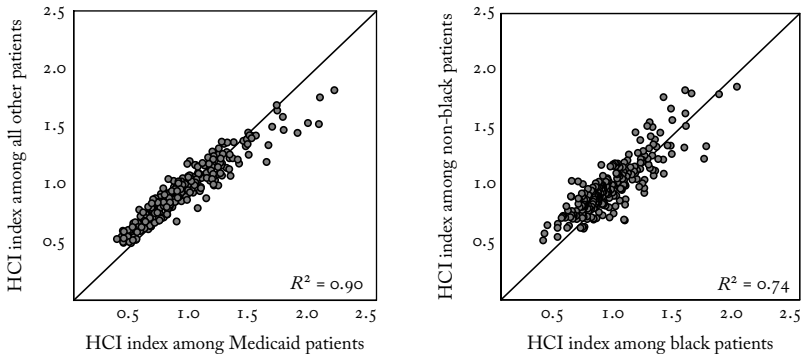 HCI index among all other patients
2.5
2.0
1.5
1.0
0.5
R² = 0.90
0.5 1.0 1.5 2.0 2.5
HCI index among Medicaid patients
HCI index among non-black patients
2.5
2.0
1.5
1.0
0.5
R² = 0.74
0.5 1.0 1.5 2.0 2.5
HCI index among black patients